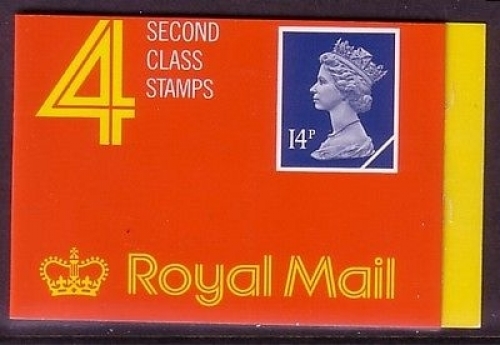 4
SECOND
CLASS
STAMPS
14P
Royal Mail